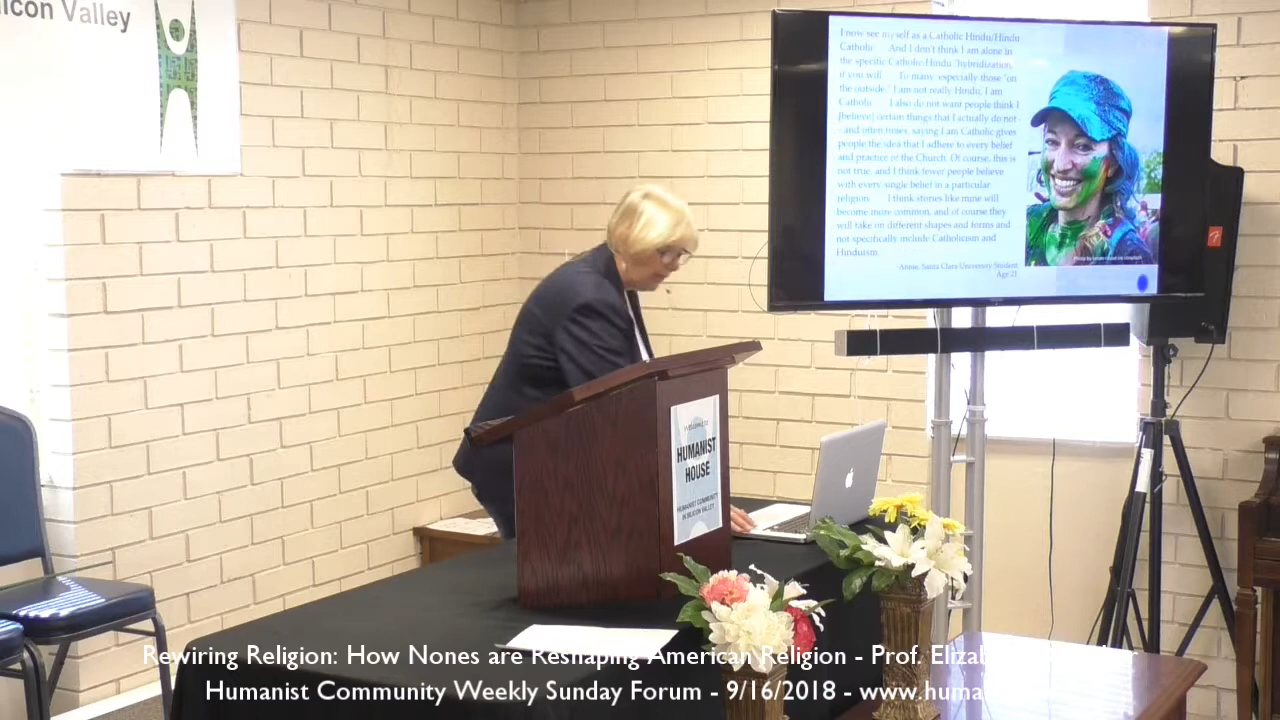 icon Valley
I now see myself as a Catholic Hindu/Hindu
Catholic. And I don't think I am alone in
the specific Catholic-Hindu "hybridization,
if you will. To many, especially those "on
the outside," I am not really Hindu, I am
Catholic. I also do not want people think I
[believe] certain things that I actually do not
and often times, saying I am Catholic gives
people the idea that I adhere to every belief
and practice of the Church. Of course, this is
not true, and I think fewer people believe
with every single belief in a particular
religion. I think stories like mine will
become more common, and of course they
will take on different shapes and forms and
not specifically include Catholicism and
Hinduism.
-Annie, Santa Clara University Student
Age 21
Welcome to
HUMANIST
HOUSE
HUMANIST COMMUNITY
IN SILICON VALLEY
Rewiring Religion: How Nones are Reshaping American Religion - Prof. Eliza
Humanist Community Weekly Sunday Forum - 9/16/2018 - www.huma